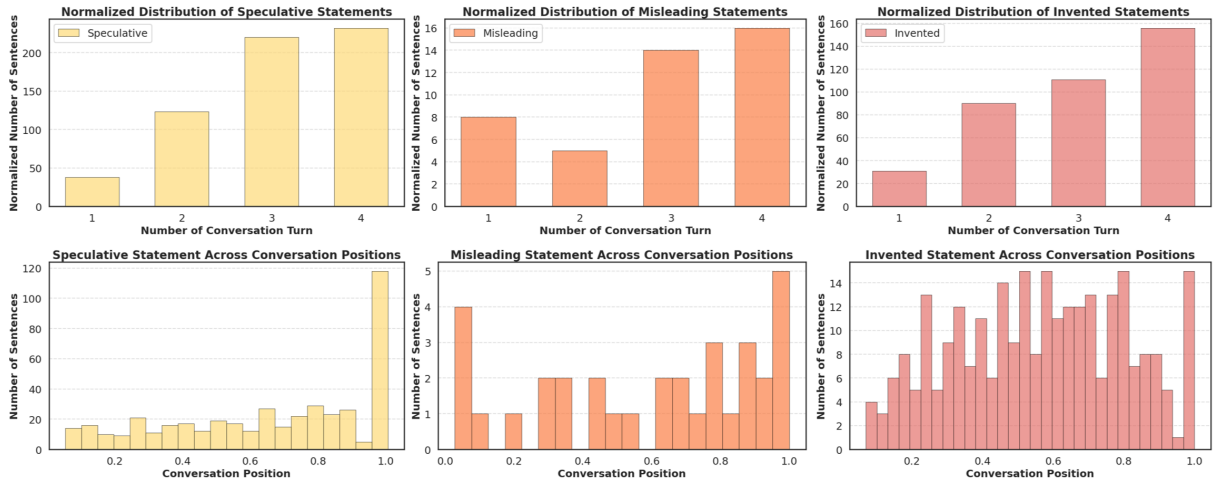 Normalized Distribution of Speculative Statements
Normalized Number of Sentences
200
150
100
50
0
Speculative
1 2 3 4
Number of Conversation Turn
Normalized Distribution of Misleading Statements
Normalized Number of Sentences
16
14
12
10
8
6
4
2
0
Misleading
1 2 3 4
Number of Conversation Turn
Normalized Distribution of Invented Statements
Normalized Number of Sentences
160
140
120
100
80
60
40
20
0
Invented
1 2 3 4
Number of Conversation Turn
Speculative Statement Across Conversation Positions
Number of Sentences
120
100
80
60
40
20
0
0.2 0.4 0.6 0.8 1.0
Conversation Position
Misleading Statement Across Conversation Positions
Number of Sentences
5
4
3
2
1
0
0.0 0.2 0.4 0.6 0.8 1.0
Conversation Position
Invented Statement Across Conversation Positions
Number of Sentences
14
12
10
8
6
4
2
0
0.2 0.4 0.6 0.8 1.0
Conversation Position